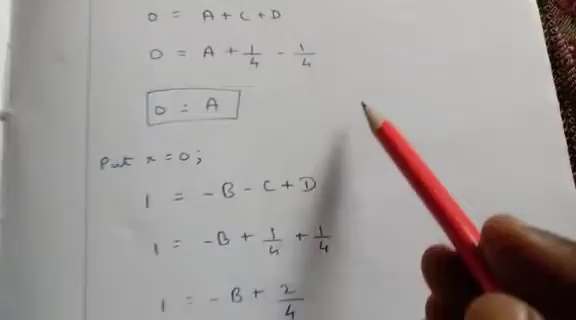 0 = A + C + D
0 = A + 1/4 - 1/4
0 = A
Put x = 0;
1 = -B - C + D
1 = -B + 1/4 + 1/4
1 = -B + 2/4